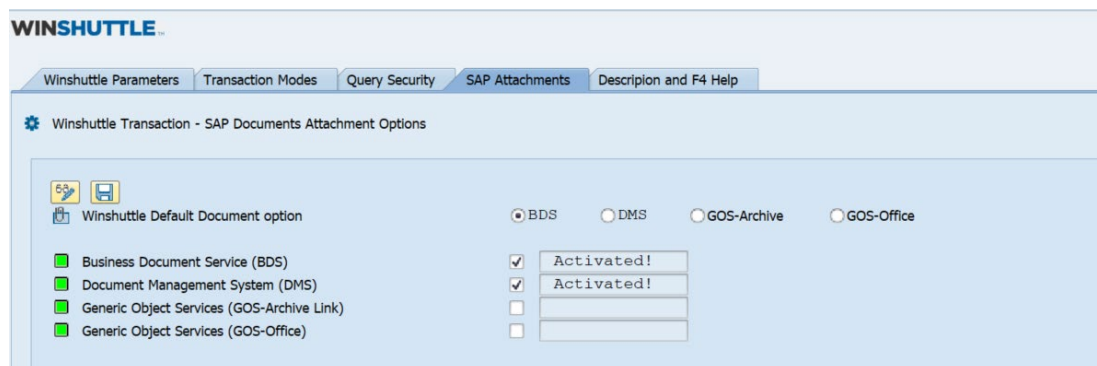 WINSHUTTLE™
Winshuttle Parameters Transaction Modes Query Security SAP Attachments Descripion and F4 Help
Winshuttle Transaction - SAP Documents Attachment Options
Winshuttle Default Document option BDS DMS GOS-Archive GOS-Office
Business Document Service (BDS) Activated!
Document Management System (DMS) Activated!
Generic Object Services (GOS-Archive Link)
Generic Object Services (GOS-Office)